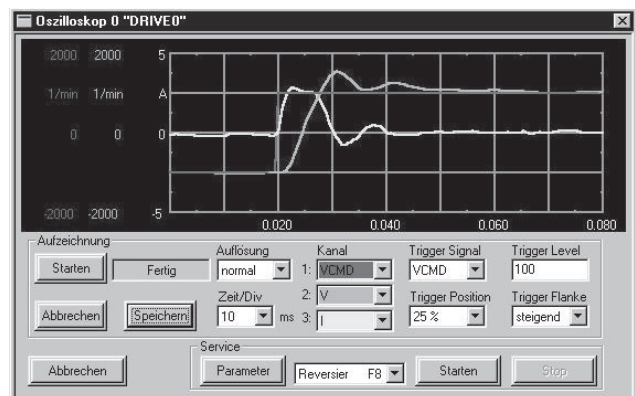 Oszilloskop 0 "DRIVE0"
2000 2000 5
1/min 1/min A
0 0 0
-2000 -2000 -5
0.020 0.040 0.060 0.080
Aufzeichnung
Auflösung Kanal Trigger Signal Trigger Level
Starten Fertig normal 1: VCMD VCMD 100
Zeit/Div 2: V Trigger Position Trigger Flanke
Abbrechen Speichern 10 ms 3: I 25 % steigend
Service
Abbrechen Parameter Reversier F8 Starten Stop